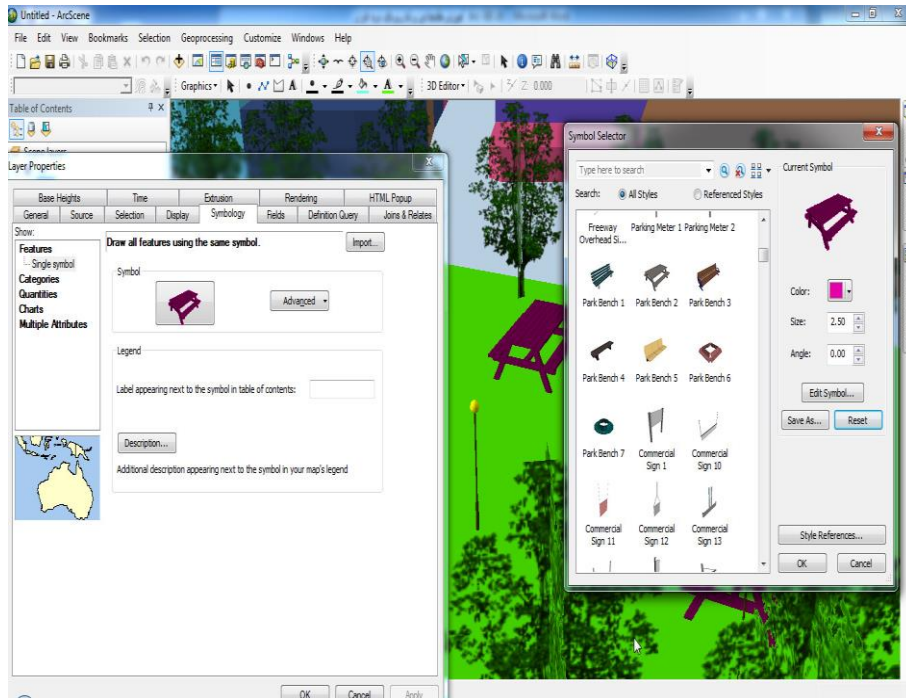 Untitled - ArcScene
File Edit View Bookmarks Selection Geoprocessing Customize Windows Help
Graphics
3D Editor
Z: 0.000
Table of Contents
Scene layers
Layer Properties
Base Heights Time Extrusion Rendering HTML Popup
General Source Selection Display Symbology Fields Definition Query Joins & Relates
Show:
Features
Single symbol
Categories
Quantities
Charts
Multiple Attributes
Draw all features using the same symbol.
Import...
Symbol
Advanced
Legend
Label appearing next to the symbol in table of contents:
Description...
Additional description appearing next to the symbol in your map's legend
OK Cancel Apply
Symbol Selector
Type here to search
Search: All Styles Referenced Styles
Freeway Overhead Si...
Parking Meter 1 Parking Meter 2
Park Bench 1 Park Bench 2 Park Bench 3
Park Bench 4 Park Bench 5 Park Bench 6
Park Bench 7 Commercial Sign 1 Commercial Sign 10
Commercial Sign 11 Commercial Sign 12 Commercial Sign 13
Current Symbol
Color:
Size: 2.50
Angle: 0.00
Edit Symbol...
Save As... Reset
Style References...
OK Cancel